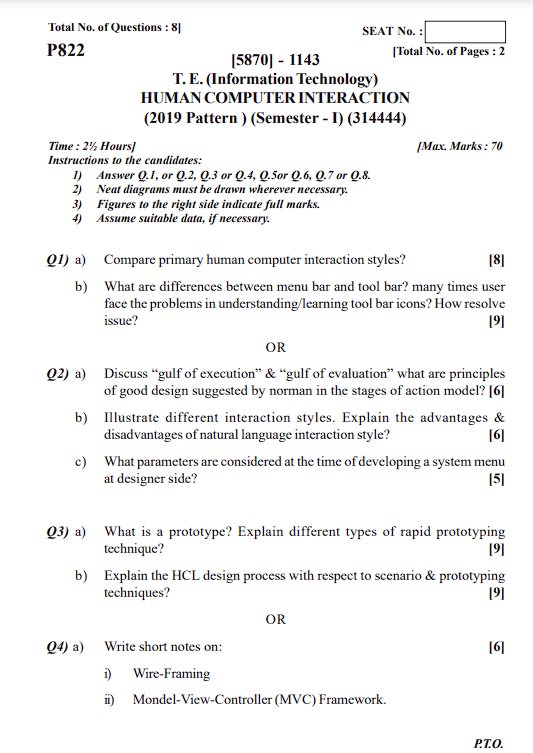 Total No. of Questions : 8]
SEAT No. :
P822
[Total No. of Pages : 2
[5870] - 1143
T. E. (Information Technology)
HUMAN COMPUTER INTERACTION
(2019 Pattern ) (Semester - I) (314444)
Time : 2½ Hours]
[Max. Marks : 70
Instructions to the candidates:
1) Answer Q.1, or Q.2, Q.3 or Q.4, Q.5or Q.6, Q.7 or Q.8.
2) Neat diagrams must be drawn wherever necessary.
3) Figures to the right side indicate full marks.
4) Assume suitable data, if necessary.
Q1) a) Compare primary human computer interaction styles? [8]
b) What are differences between menu bar and tool bar? many times user
face the problems in understanding/learning tool bar icons? How resolve
issue? [9]
OR
Q2) a) Discuss “gulf of execution” & “gulf of evaluation” what are principles
of good design suggested by norman in the stages of action model? [6]
b) Illustrate different interaction styles. Explain the advantages &
disadvantages of natural language interaction style? [6]
c) What parameters are considered at the time of developing a system menu
at designer side? [5]
Q3) a) What is a prototype? Explain different types of rapid prototyping
technique? [9]
b) Explain the HCL design process with respect to scenario & prototyping
techniques? [9]
OR
Q4) a) Write short notes on: [6]
i) Wire-Framing
ii) Mondel-View-Controller (MVC) Framework.
P.T.O.